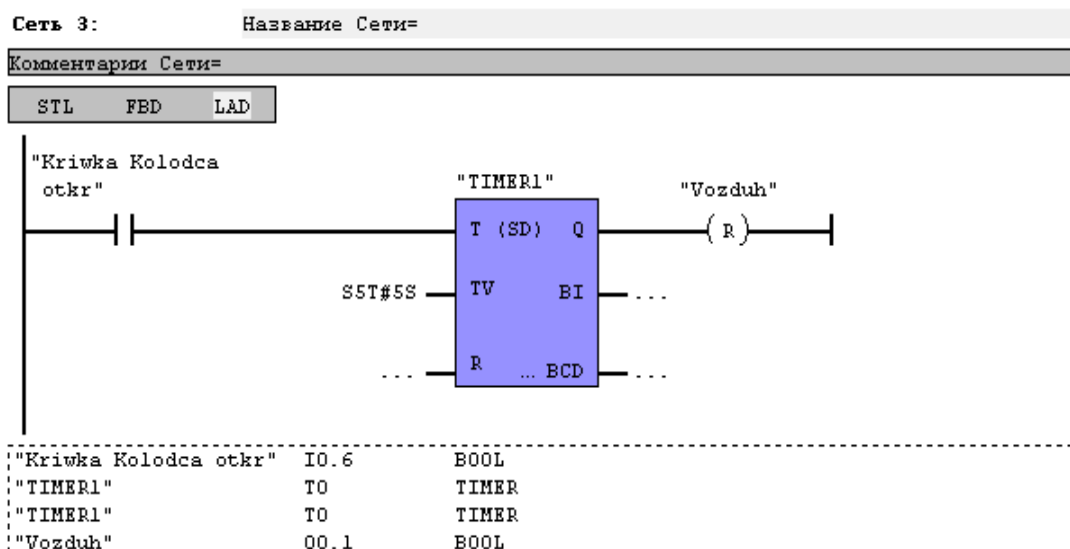 Сеть 3: Название Сети=
Комментарии Сети=
STL FBD LAD
"Kriwka Kolodca
otkr"
"TIMER1"
"Vozduh"
T (SD) Q
( R )
S5T#5S TV BI ...
... R ... BCD ...
"Kriwka Kolodca otkr" I0.6 BOOL
"TIMER1" T0 TIMER
"TIMER1" T0 TIMER
"Vozduh" O0.1 BOOL